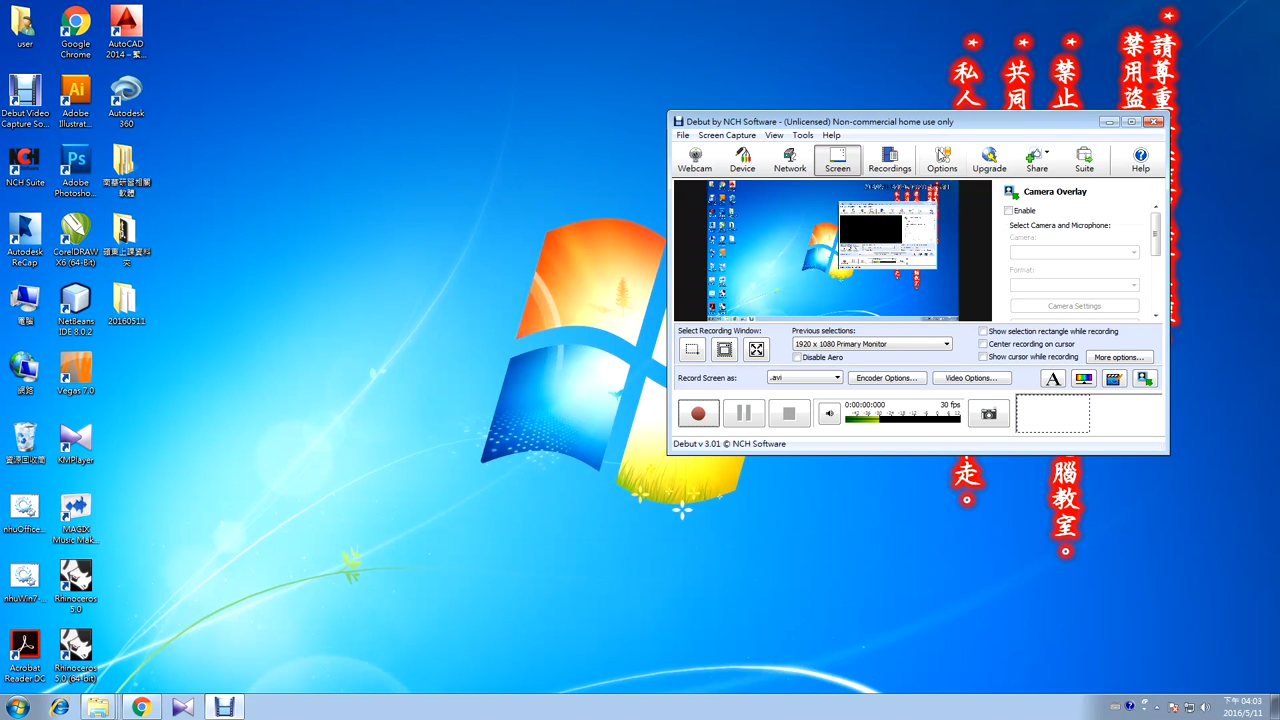 user
Google
Chrome
AutoCAD
2014 – 繁...
Debut Video
Capture So...
Adobe
Illustrat...
Autodesk
360
NCH Suite
Adobe
Photosho...
南華研習相關
軟體
Autodesk
ReCap
CorelDRAW
X6 (64-Bit)
嶺東上課資料
夾
電腦
NetBeans
IDE 8.0.2
20160511
網路
Vegas 7.0
資源回收筒
KMPlayer
nhuOffice...
MAGIX
Music Mak...
nhuWin7-...
Rhinoceros
5.0
Acrobat
Reader DC
Rhinoceros
5.0 (64-bit)
請尊重
禁用盜
禁止
共同
私人
腦教室。
走。
Debut by NCH Software - (Unlicensed) Non-commercial home use only
File Screen Capture View Tools Help
Webcam Device Network Screen Recordings Options Upgrade Share Suite Help
Camera Overlay
Enable
Select Camera and Microphone:
Camera:
Format:
Camera Settings
Select Recording Window: Previous selections:
1920 x 1080 Primary Monitor
Disable Aero
Show selection rectangle while recording
Center recording on cursor
Show cursor while recording
More options...
Record Screen as: .avi Encoder Options... Video Options...
0:00:00:000 30 fps
Debut v 3.01 © NCH Software
下午 04:03
2016/5/11